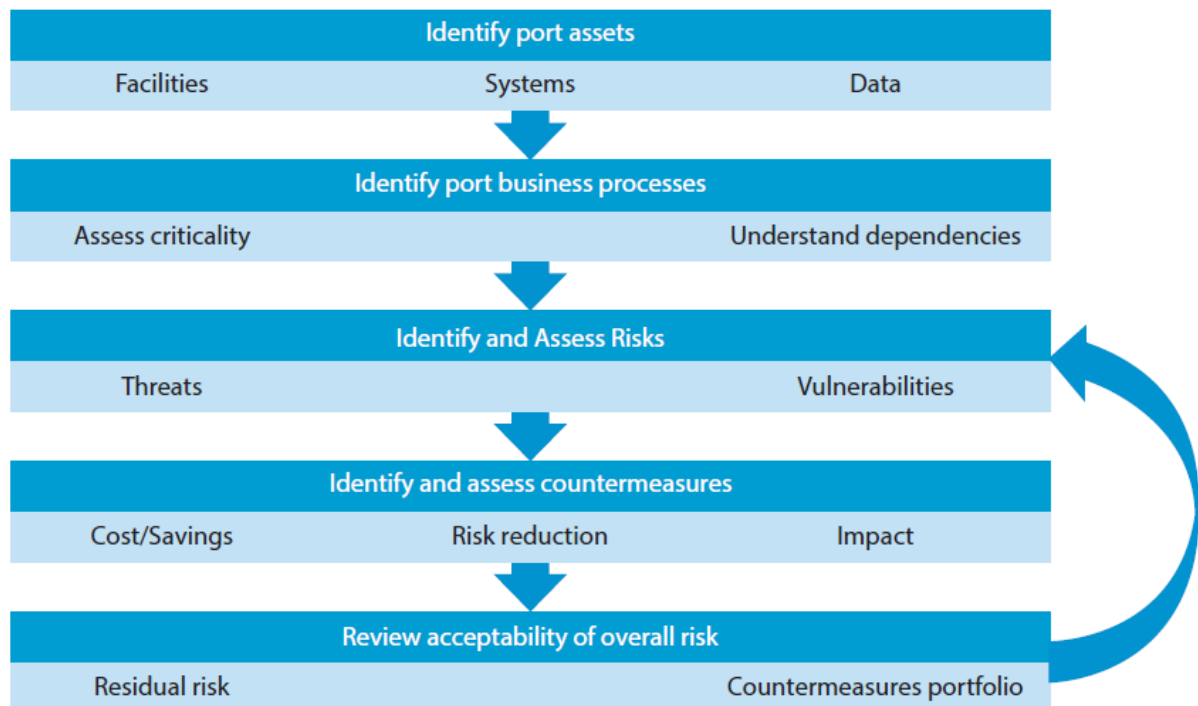 Identify port assets
Facilities Systems Data
Identify port business processes
Assess criticality Understand dependencies
Identify and Assess Risks
Threats Vulnerabilities
Identify and assess countermeasures
Cost/Savings Risk reduction Impact
Review acceptability of overall risk
Residual risk Countermeasures portfolio